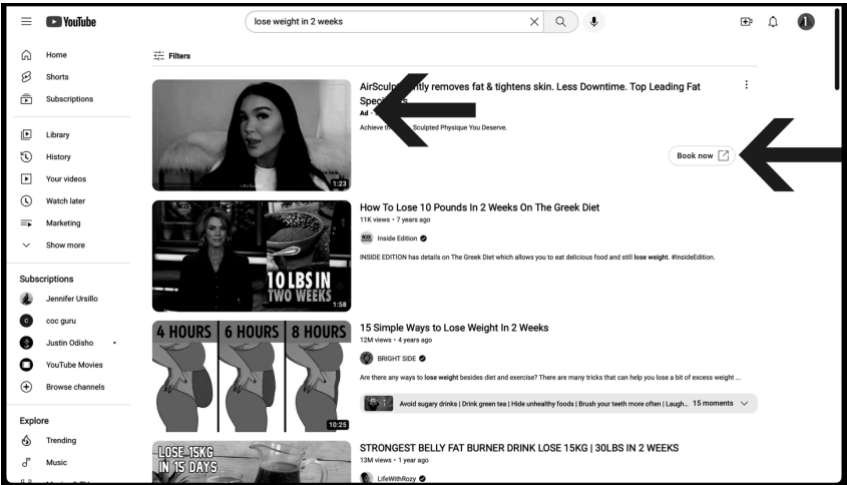 YouTube
lose weight in 2 weeks
Home
Shorts
Subscriptions
Library
History
Your videos
Watch later
Marketing
Show more
Subscriptions
Jennifer Ursillo
coc guru
Justin Odisho
YouTube Movies
Browse channels
Explore
Trending
Music
Filters
1:23
removes fat & tightens skin. Less Downtime. Top Leading Fat
Ad ·
Achieve Sculpted Physique You Deserve.
Book now
10 LBS IN
TWO WEEKS
1:58
How To Lose 10 Pounds In 2 Weeks On The Greek Diet
11K views • 7 years ago
Inside Edition
INSIDE EDITION has details on The Greek Diet which allows you to eat delicious food and still lose weight. #InsideEdition.
4 HOURS 6 HOURS 8 HOURS
10:25
15 Simple Ways to Lose Weight In 2 Weeks
12M views • 4 years ago
BRIGHT SIDE
Are there any ways to lose weight besides diet and exercise? There are many tricks that can help you lose a bit of excess weight ...
Avoid sugary drinks | Drink green tea | Hide unhealthy foods | Brush your teeth more often | Laugh... 15 moments
LOSE 15KG
IN 15 DAYS
STRONGEST BELLY FAT BURNER DRINK LOSE 15KG | 30LBS IN 2 WEEKS
13M views • 1 year ago
LifeWithRozy